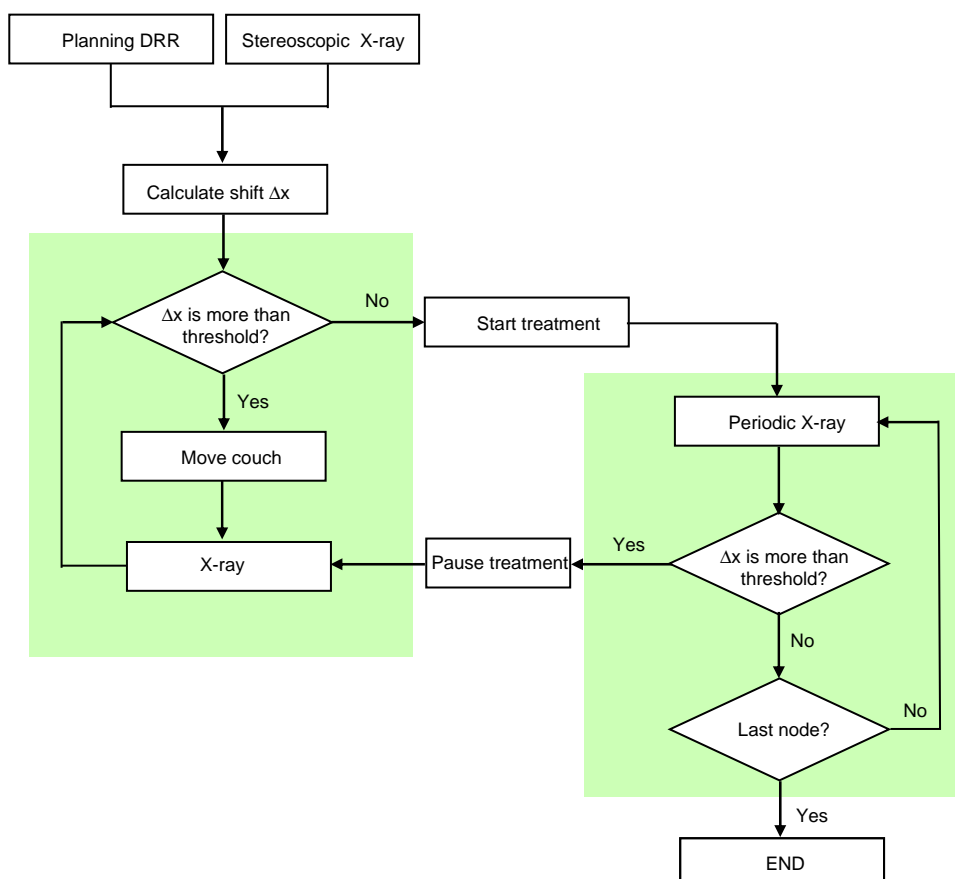 Planning DRR
Stereoscopic X-ray
Calculate shift Δx
Δx is more than
threshold?
No
Start treatment
Yes
Periodic X-ray
Move couch
X-ray
Pause treatment
Yes
Δx is more than
threshold?
No
Last node?
No
Yes
END